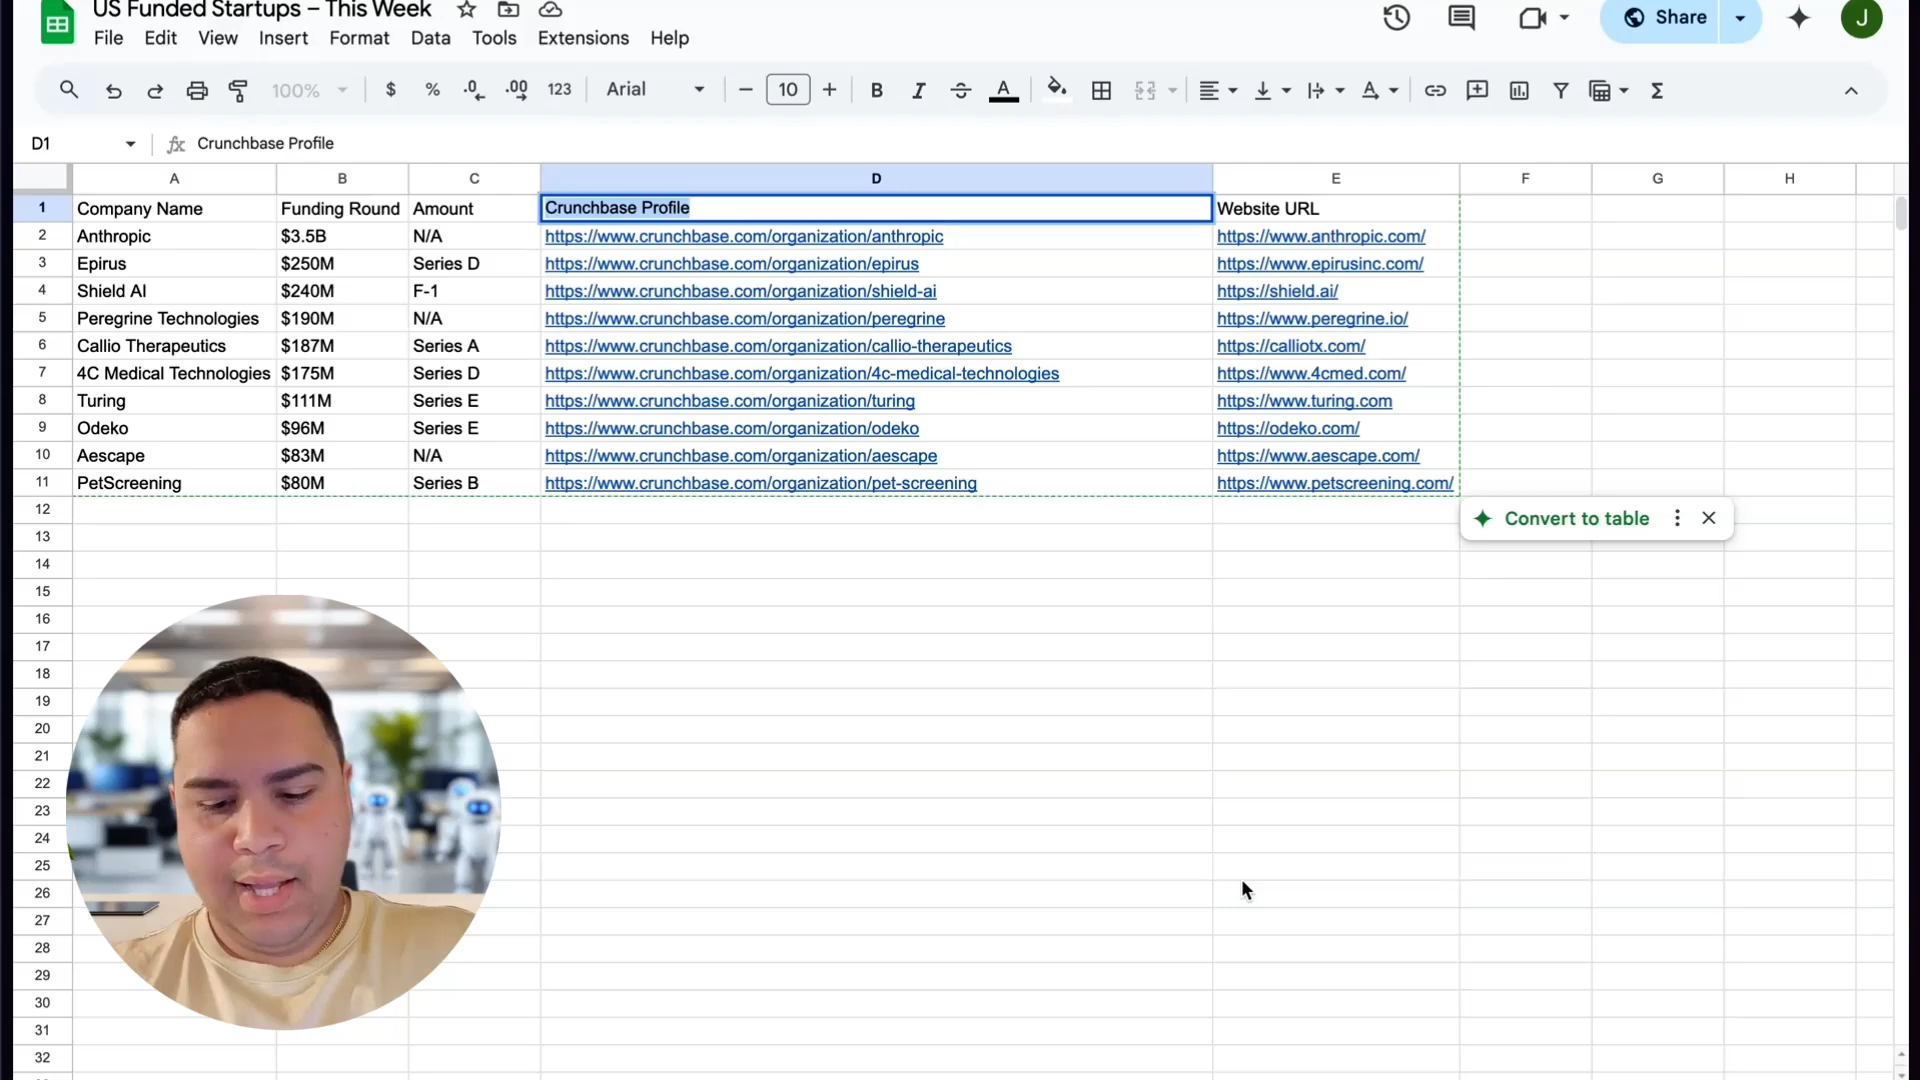 US Funded Startups – This Week
File Edit View Insert Format Data Tools Extensions Help
Share
J
100% $ % .0 .00 123 Arial 10 B I A A Σ
D1 fx Crunchbase Profile
A B C D E F G H
1 Company Name Funding Round Amount Crunchbase Profile Website URL
2 Anthropic $3.5B N/A https://www.crunchbase.com/organization/anthropic https://www.anthropic.com/
3 Epirus $250M Series D https://www.crunchbase.com/organization/epirus https://www.epirusinc.com/
4 Shield AI $240M F-1 https://www.crunchbase.com/organization/shield-ai https://shield.ai/
5 Peregrine Technologies $190M N/A https://www.crunchbase.com/organization/peregrine https://www.peregrine.io/
6 Callio Therapeutics $187M Series A https://www.crunchbase.com/organization/callio-therapeutics https://calliotx.com/
7 4C Medical Technologies $175M Series D https://www.crunchbase.com/organization/4c-medical-technologies https://www.4cmed.com/
8 Turing $111M Series E https://www.crunchbase.com/organization/turing https://www.turing.com
9 Odeko $96M Series E https://www.crunchbase.com/organization/odeko https://odeko.com/
10 Aescape $83M N/A https://www.crunchbase.com/organization/aescape https://www.aescape.com/
11 PetScreening $80M Series B https://www.crunchbase.com/organization/pet-screening https://www.petscreening.com/
12
Convert to table
13
14
15
16
17
18
19
20
21
22
23
24
25
26
27
28
29
30
31
32